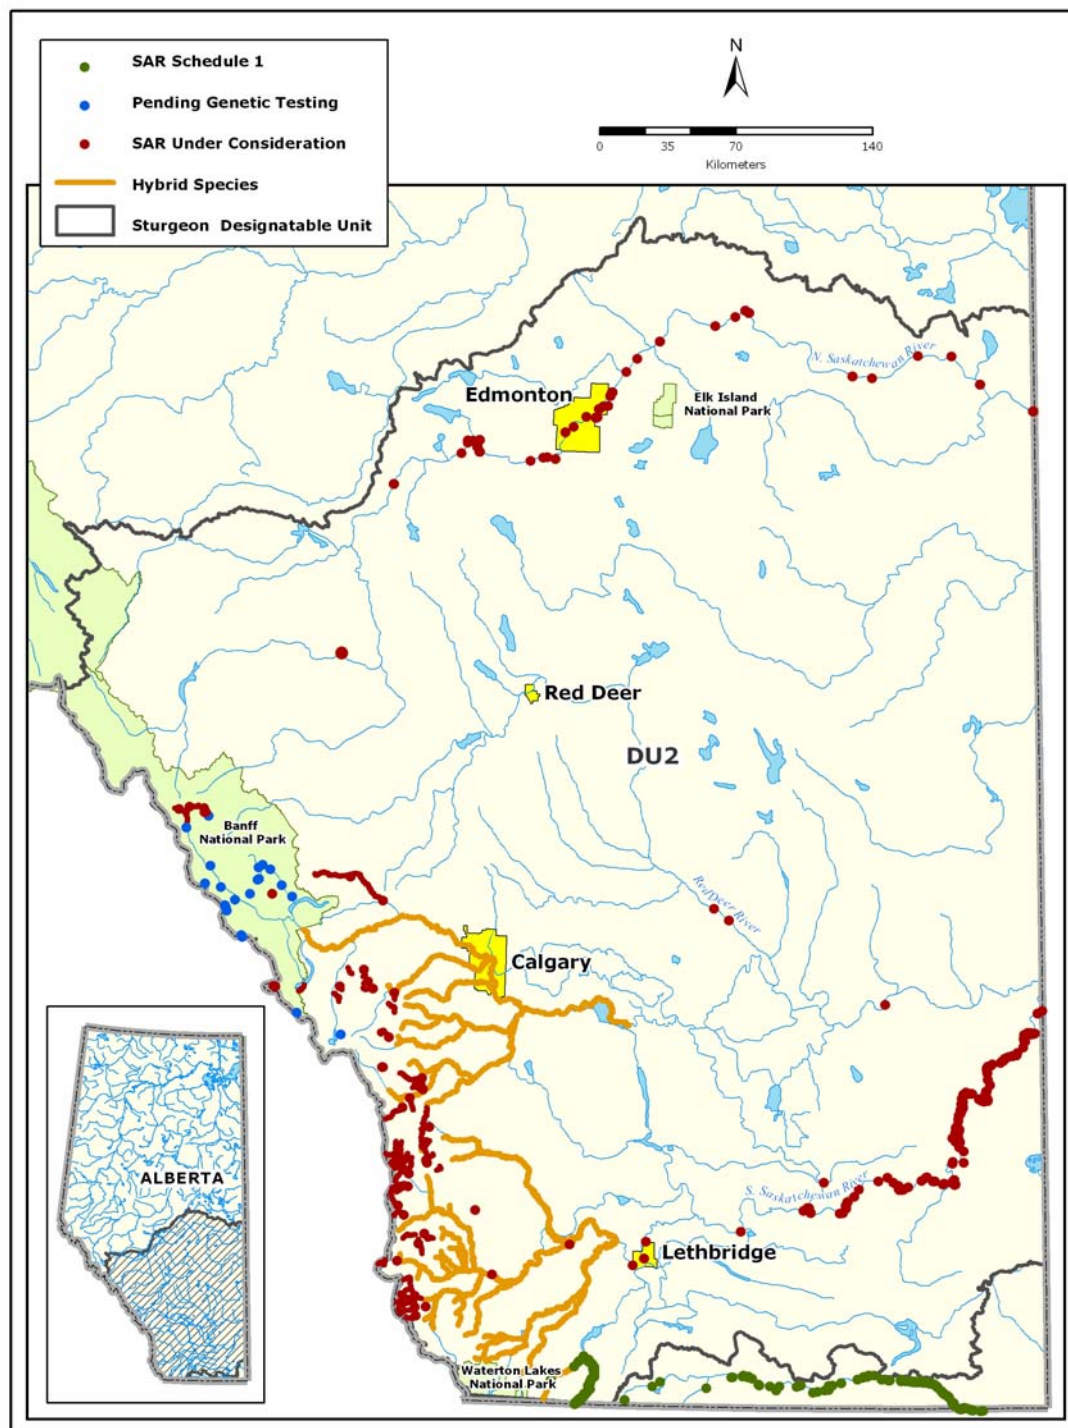 SAR Schedule 1
Pending Genetic Testing
SAR Under Consideration
Hybrid Species
Sturgeon Designatable Unit
N
0 35 70 140
Kilometers
N. Saskatchewan River
Edmonton
Elk Island
National Park
Red Deer
DU2
Banff
National Park
Red Deer River
Calgary
ALBERTA
S. Saskatchewan River
Lethbridge
Waterton Lakes
National Park